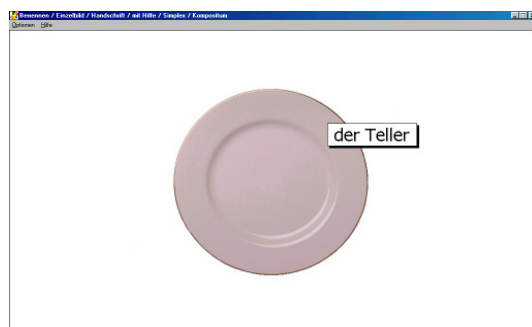 Benennen / Einzelbild / Handschrift / mit Hilfe / Simplex / Kompositum
Optionen Hilfe
der Teller